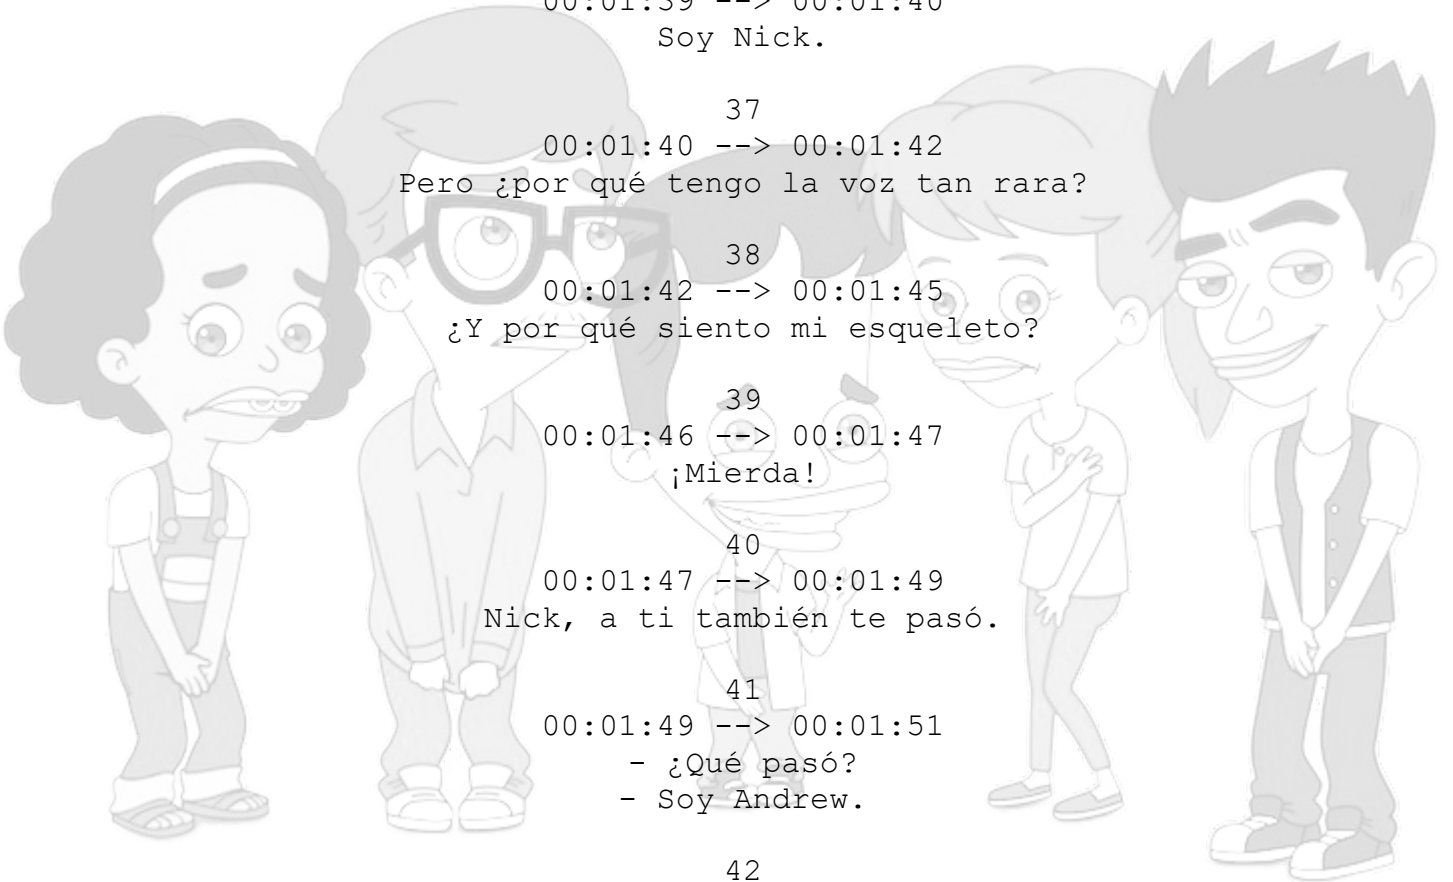 00:01:39 --> 00:01:40
Soy Nick.
37
00:01:40 --> 00:01:42
Pero ¿por qué tengo la voz tan rara?
38
00:01:42 --> 00:01:45
¿Y por qué siento mi esqueleto?
39
00:01:46 --> 00:01:47
¡Mierda!
40
00:01:47 --> 00:01:49
Nick, a ti también te pasó.
41
00:01:49 --> 00:01:51
- ¿Qué pasó?
- Soy Andrew.
42